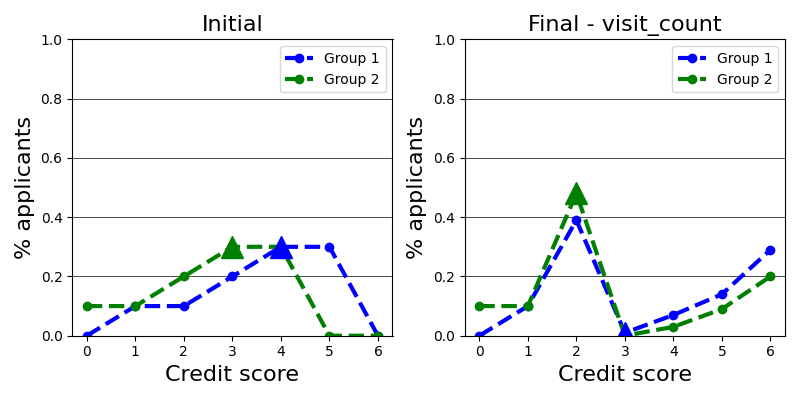 Initial
1.0
0.8
0.6
0.4
0.2
0.0
% applicants
Group 1
Group 2
0 1 2 3 4 5 6
Credit score
Final - visit_count
1.0
0.8
0.6
0.4
0.2
0.0
% applicants
Group 1
Group 2
0 1 2 3 4 5 6
Credit score